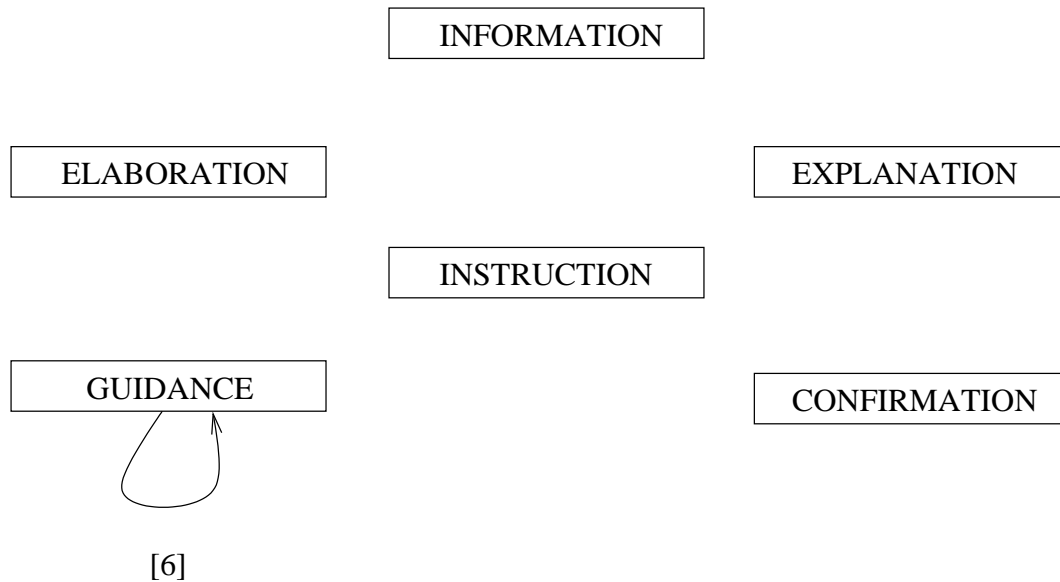 INFORMATION
ELABORATION
EXPLANATION
INSTRUCTION
GUIDANCE
CONFIRMATION
[6]